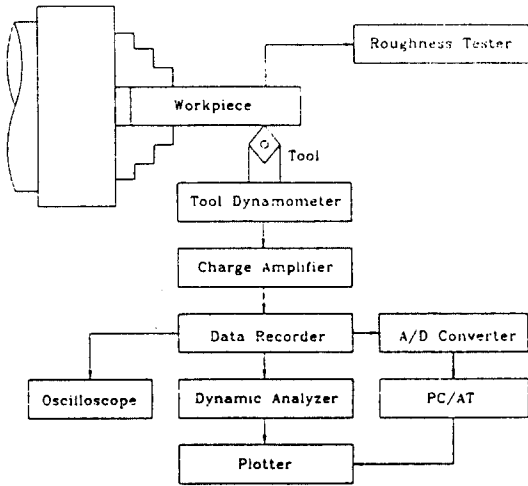 Roughness Tester
Workpiece
Tool
Tool Dynamometer
Charge Amplifier
Data Recorder
A/D Converter
Oscilloscope
Dynamic Analyzer
PC/AT
Plotter